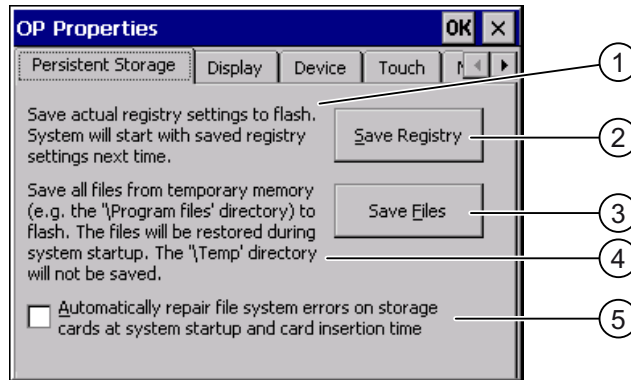 OP Properties OK ×
Persistent Storage Display Device Touch
Save actual registry settings to flash.
System will start with saved registry
settings next time.
Save Registry
Save all files from temporary memory
(e.g. the "\Program files' directory) to
flash. The files will be restored during
system startup. The "\Temp' directory
will not be saved.
Save Files
Automatically repair file system errors on storage
cards at system startup and card insertion time
1
2
3
4
5